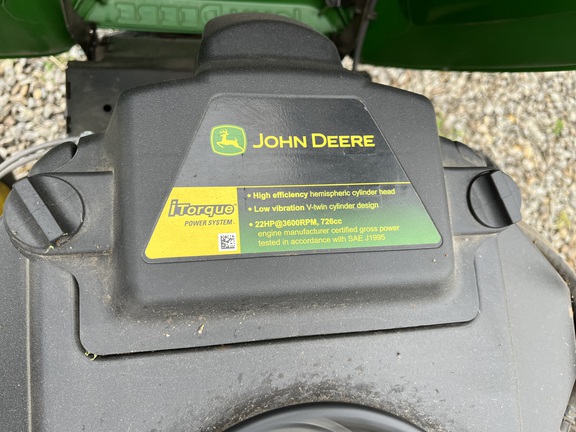 JOHN DEERE
• High efficiency hemispheric cylinder head
• Low vibration V-twin cylinder design
• 22HP@3600RPM, 726cc
engine manufacturer certified gross power
tested in accordance with SAE J1995
iTorque
POWER SYSTEM